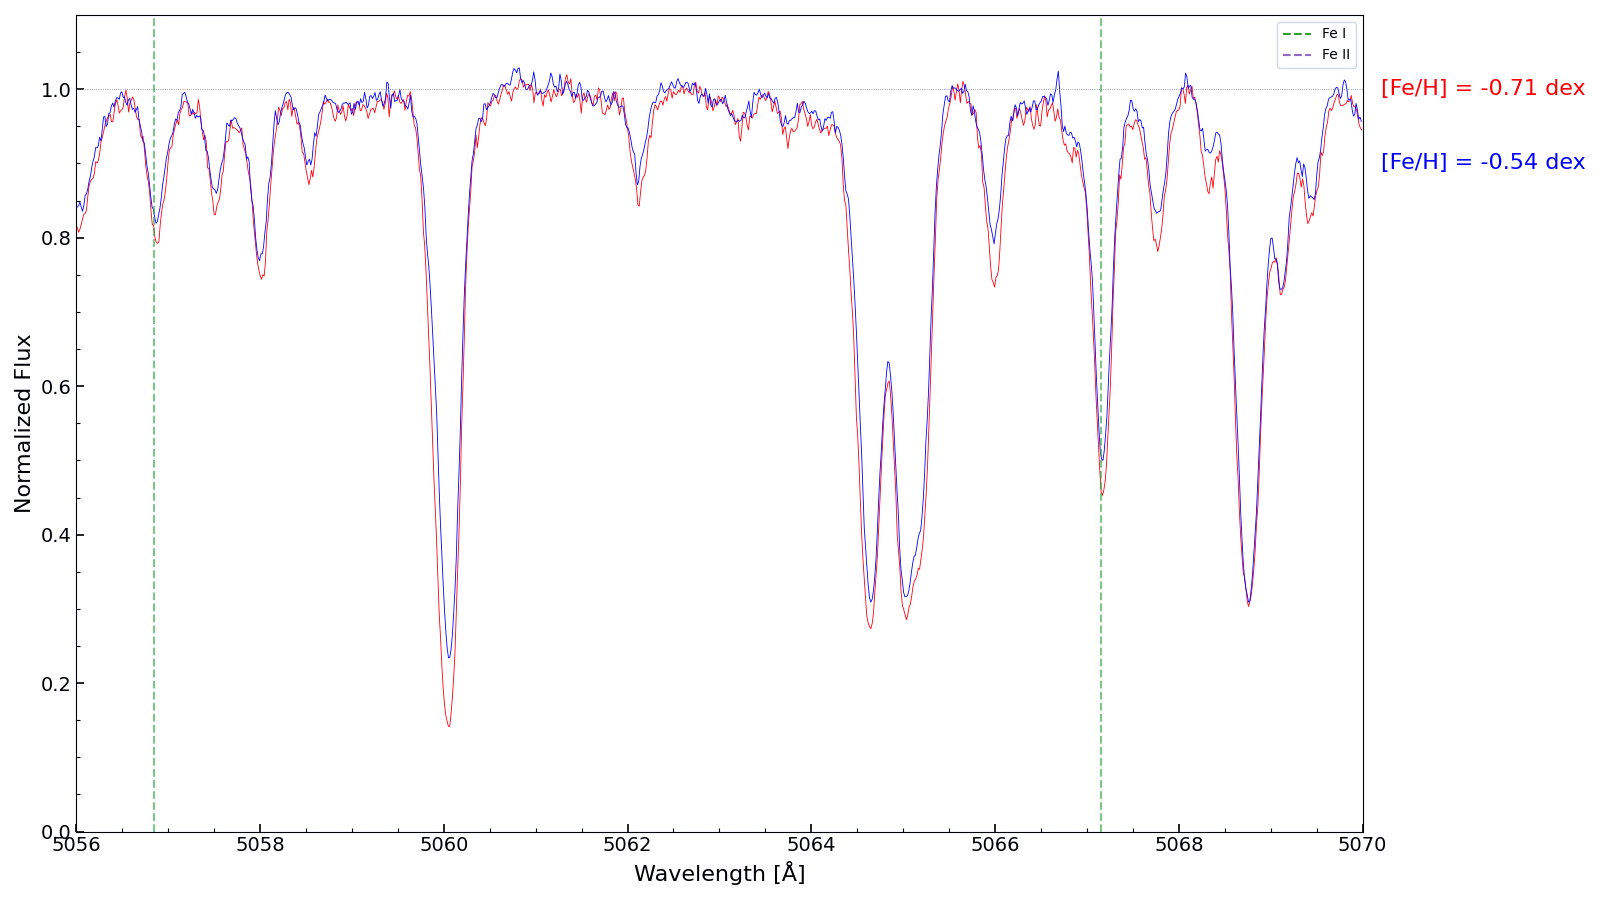 Fe I
Fe II
[Fe/H] = -0.71 dex
[Fe/H] = -0.54 dex
Normalized Flux
1.0
0.8
0.6
0.4
0.2
0.0
5056 5058 5060 5062 5064 5066 5068 5070
Wavelength [Å]